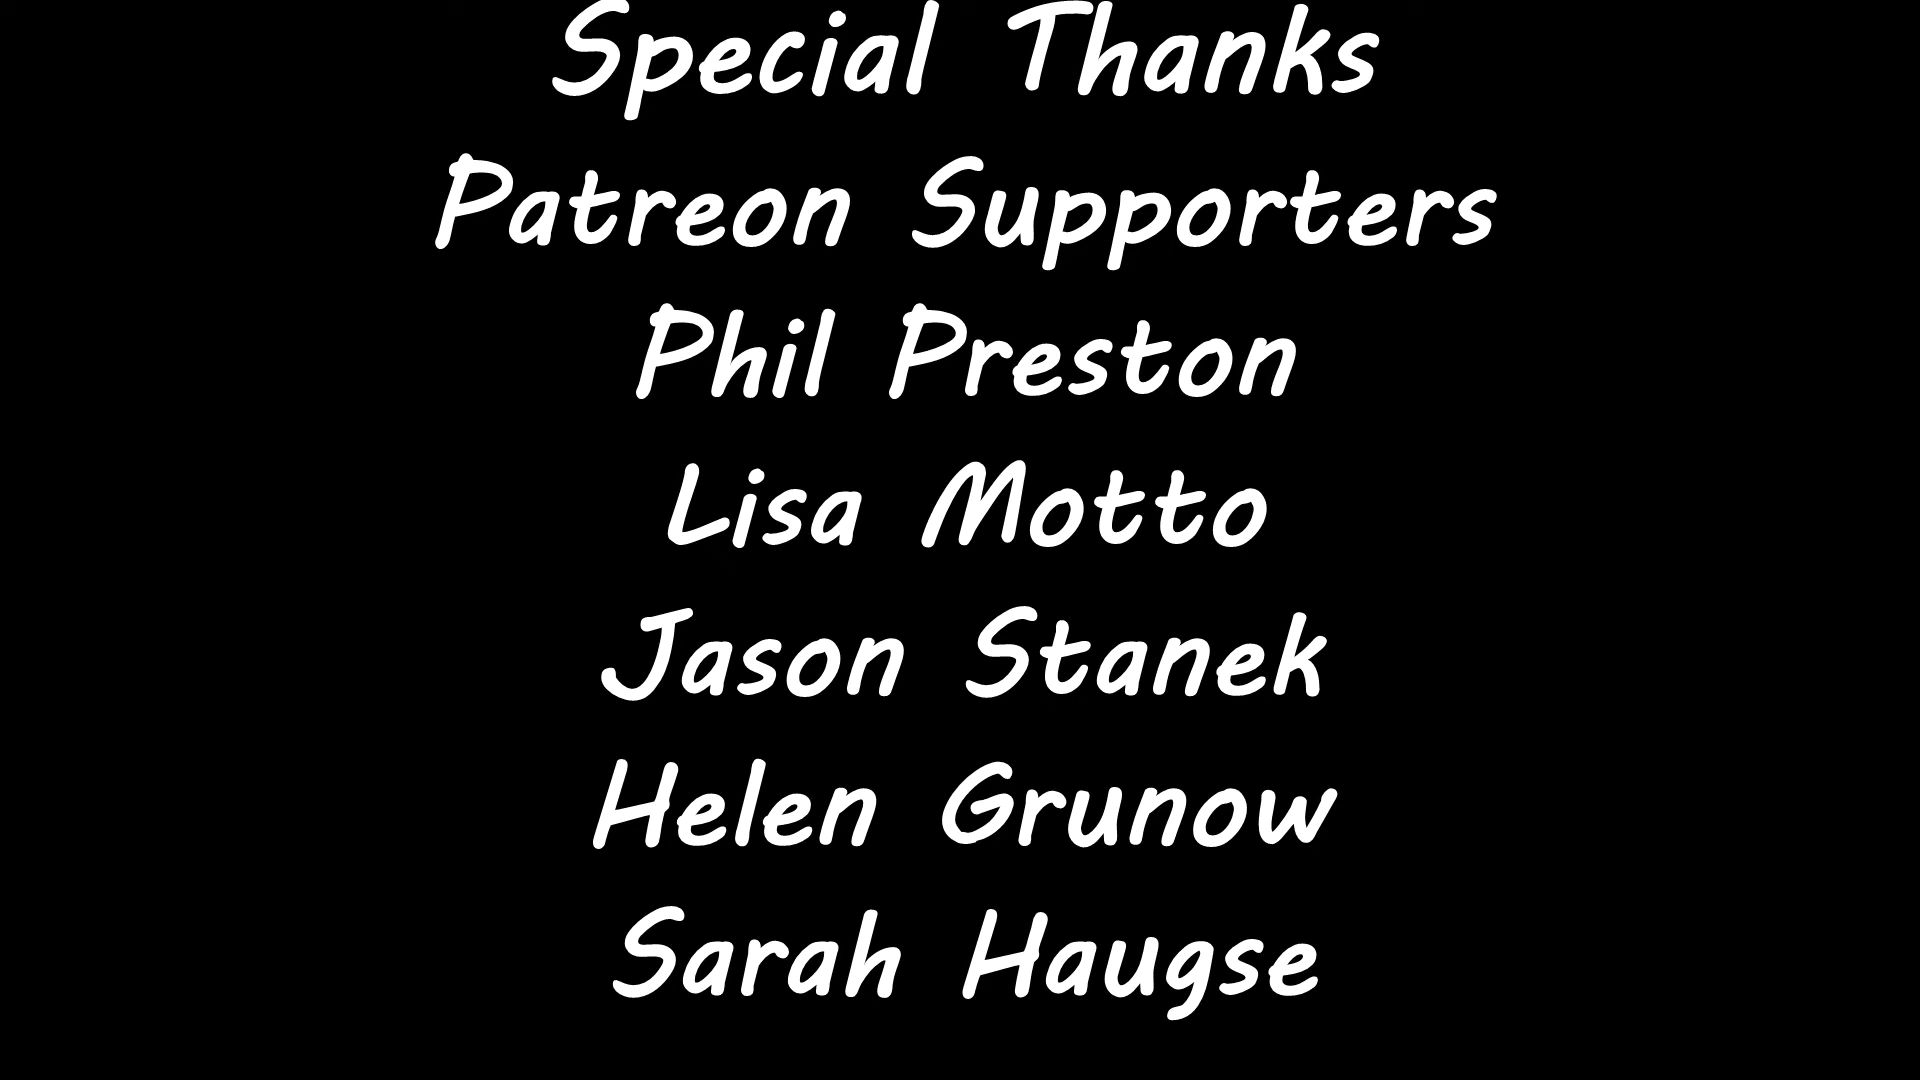 Special Thanks
Patreon Supporters
Phil Preston
Lisa Motto
Jason Stanek
Helen Grunow
Sarah Haugse